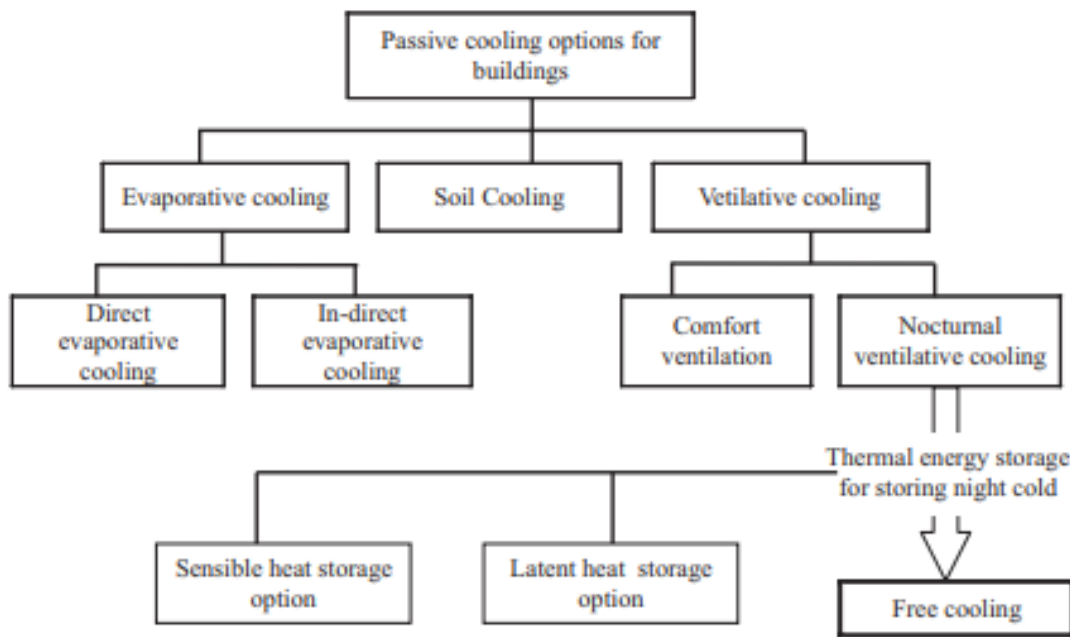 Passive cooling options for
buildings
Evaporative cooling
Soil Cooling
Vetilative cooling
Direct
evaporative
cooling
In-direct
evaporative
cooling
Comfort
ventilation
Nocturnal
ventilative cooling
Thermal energy storage
for storing night cold
Sensible heat storage
option
Latent heat storage
option
Free cooling